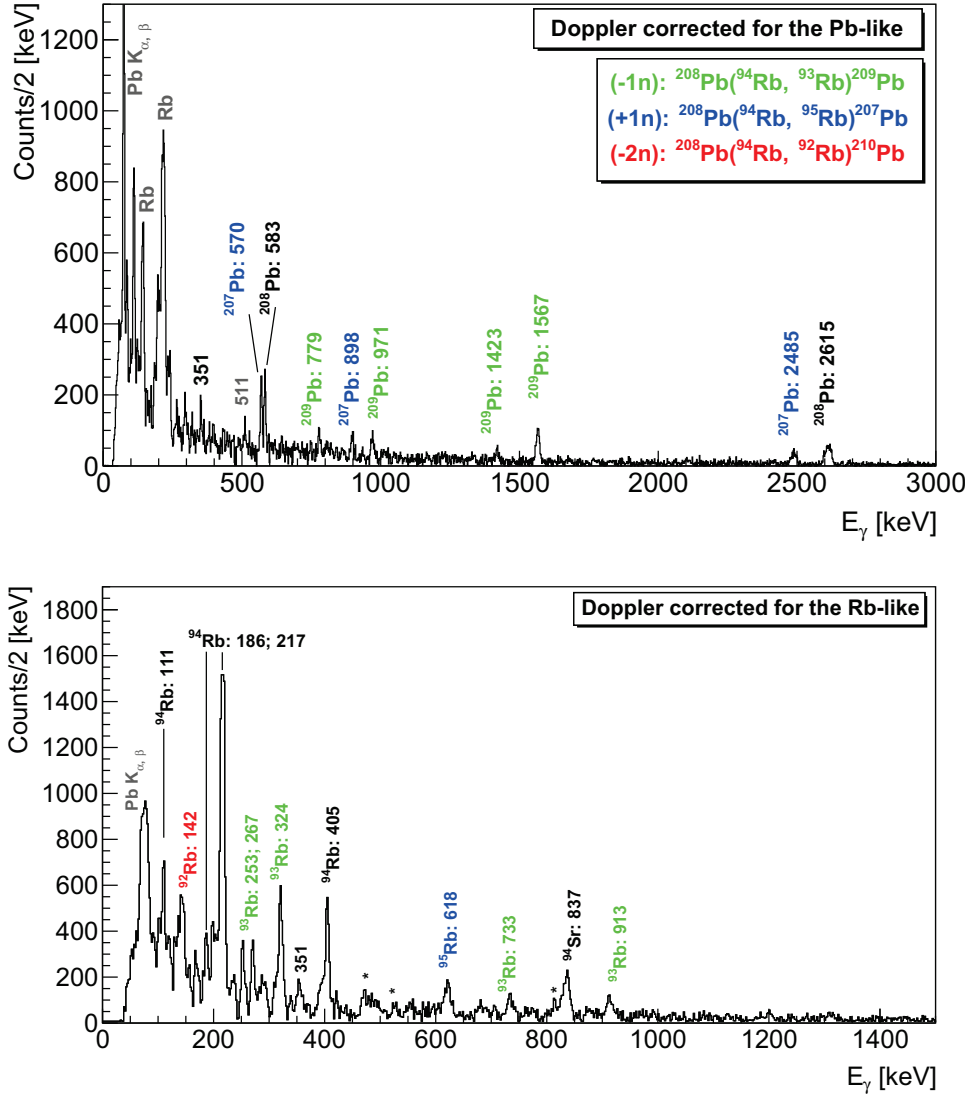 Doppler corrected for the Pb-like
(-1n): ²⁰⁸Pb(⁹⁴Rb, ⁹³Rb)²⁰⁹Pb
(+1n): ²⁰⁸Pb(⁹⁴Rb, ⁹⁵Rb)²⁰⁷Pb
(-2n): ²⁰⁸Pb(⁹⁴Rb, ⁹²Rb)²¹⁰Pb
Counts/2 [keV]
1200
1000
800
600
400
200
0
Pb Kα, β
Rb
Rb
351
511
²⁰⁷Pb: 570
²⁰⁸Pb: 583
²⁰⁹Pb: 779
²⁰⁷Pb: 898
²⁰⁹Pb: 971
²⁰⁹Pb: 1423
²⁰⁹Pb: 1567
²⁰⁷Pb: 2485
²⁰⁸Pb: 2615
0 500 1000 1500 2000 2500 3000
Eγ [keV]
Doppler corrected for the Rb-like
Counts/2 [keV]
1800
1600
1400
1200
1000
800
600
400
200
0
Pb Kα, β
⁹⁴Rb: 111
⁹²Rb: 142
⁹⁴Rb: 186; 217
⁹³Rb: 253; 267
⁹³Rb: 324
351
⁹⁴Rb: 405
*
*
⁹⁵Rb: 618
⁹³Rb: 733
*
⁹⁴Sr: 837
⁹³Rb: 913
0 200 400 600 800 1000 1200 1400
Eγ [keV]